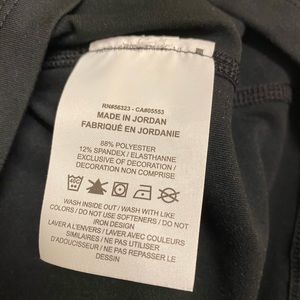 RN#56323 - CA#05553
MADE IN JORDAN
FABRIQUÉ EN JORDANIE
88% POLYESTER
12% SPANDEX / ELASTHANNE
EXCLUSIVE OF DECORATION /
DECORATION NON COMPRISE
WASH INSIDE OUT / WASH WITH LIKE
COLORS / DO NOT USE SOFTENERS / DO NOT
IRON DESIGN
LAVER A L'ENVERS / LAVER AVEC COULEURS
SIMILAIRES / NE PAS UTILISER
D'ADOUCISSEUR / NE PAS REPASSER LE
DESSIN